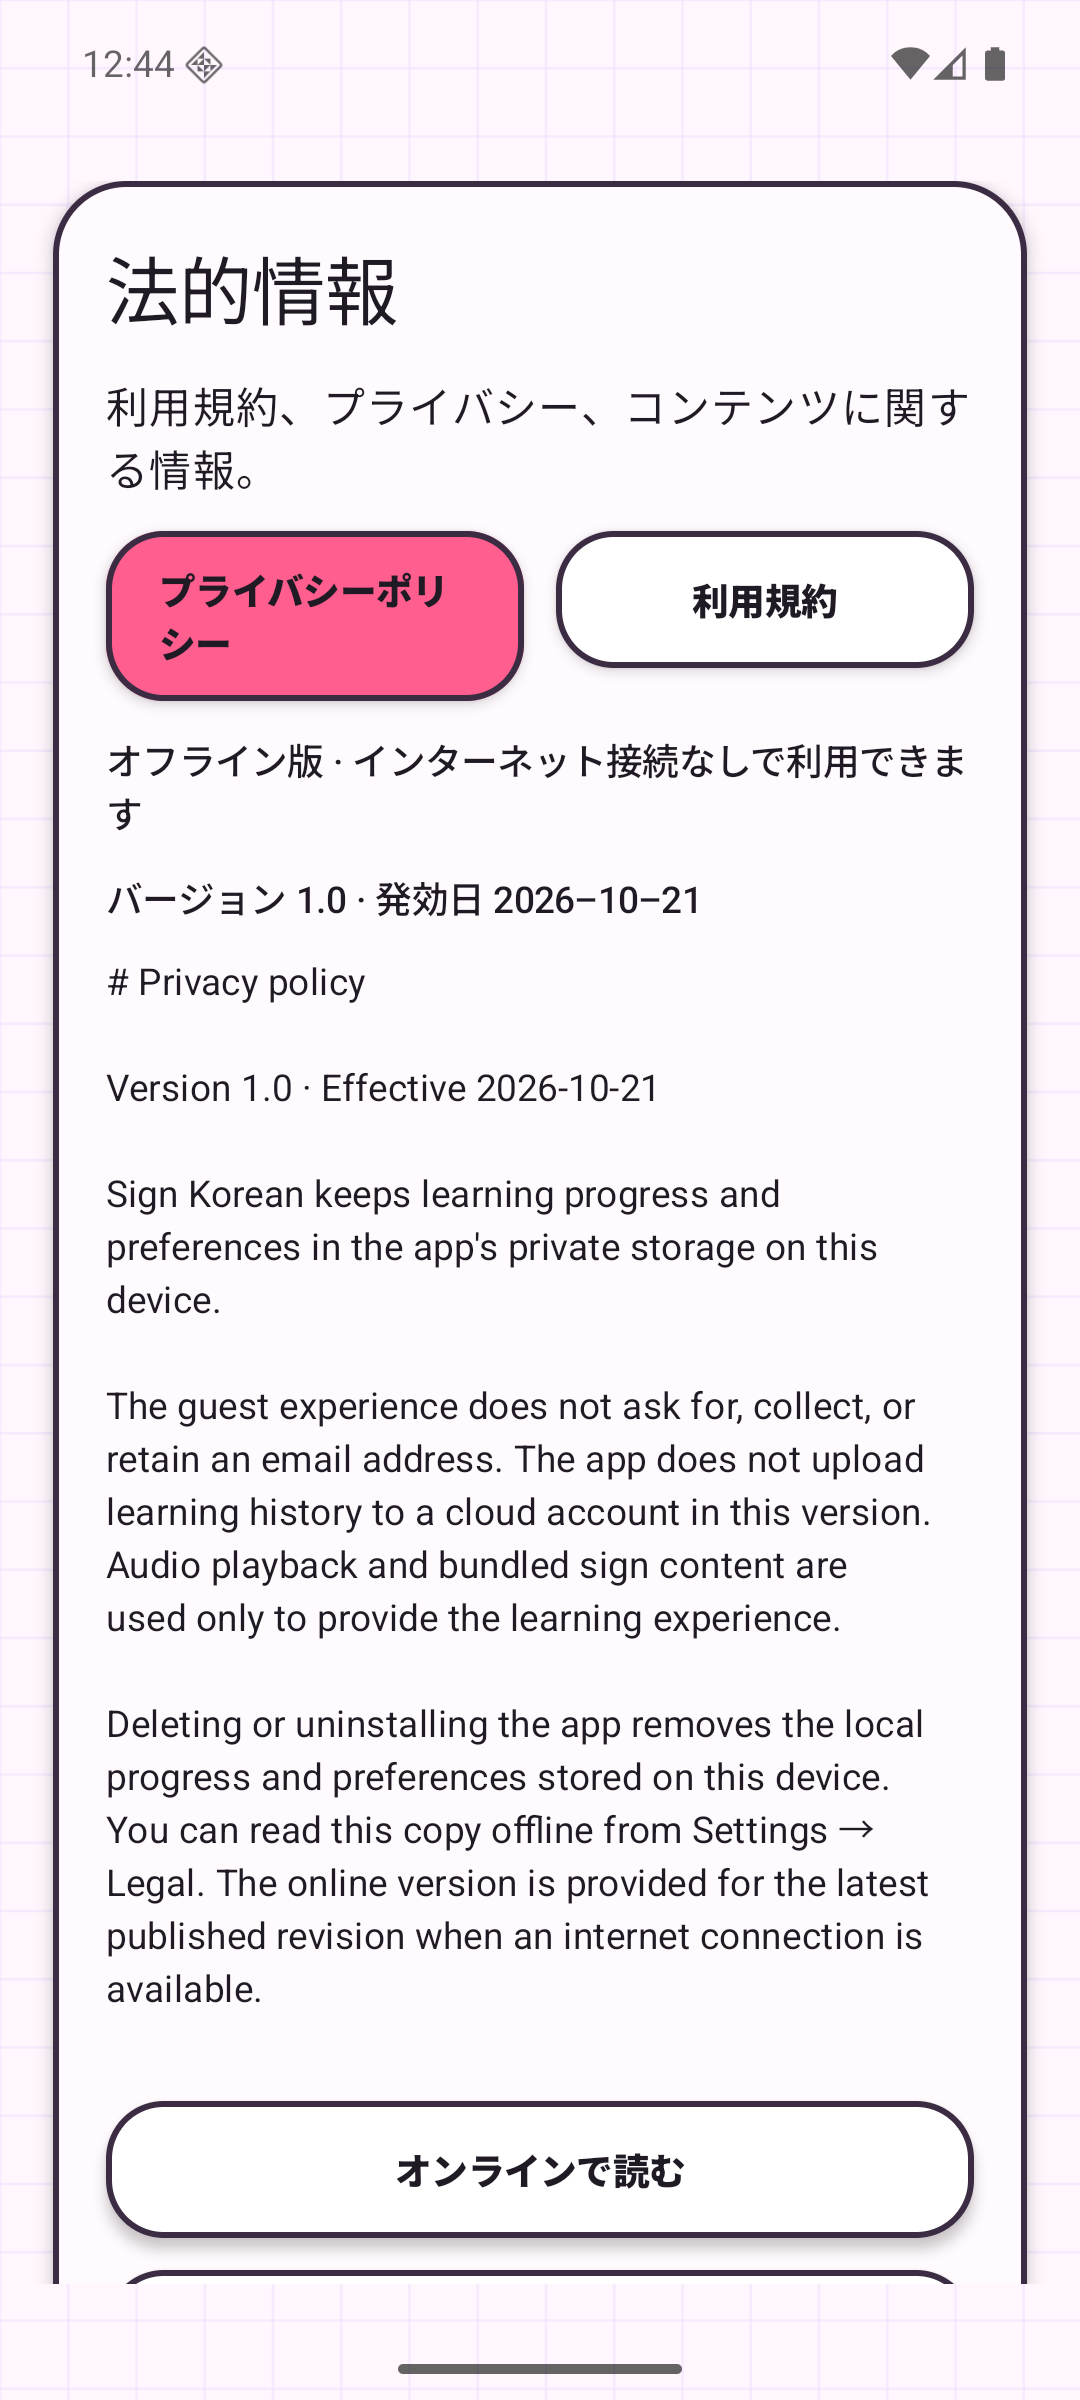 12:44
法的情報
利用規約、プライバシー、コンテンツに関す
る情報。
プライバシーポリ
シー
利用規約
オフライン版 · インターネット接続なしで利用できま
す
バージョン 1.0 · 発効日 2026–10–21
# Privacy policy
Version 1.0 · Effective 2026-10-21
Sign Korean keeps learning progress and
preferences in the app's private storage on this
device.
The guest experience does not ask for, collect, or
retain an email address. The app does not upload
learning history to a cloud account in this version.
Audio playback and bundled sign content are
used only to provide the learning experience.
Deleting or uninstalling the app removes the local
progress and preferences stored on this device.
You can read this copy offline from Settings →
Legal. The online version is provided for the latest
published revision when an internet connection is
available.
オンラインで読む